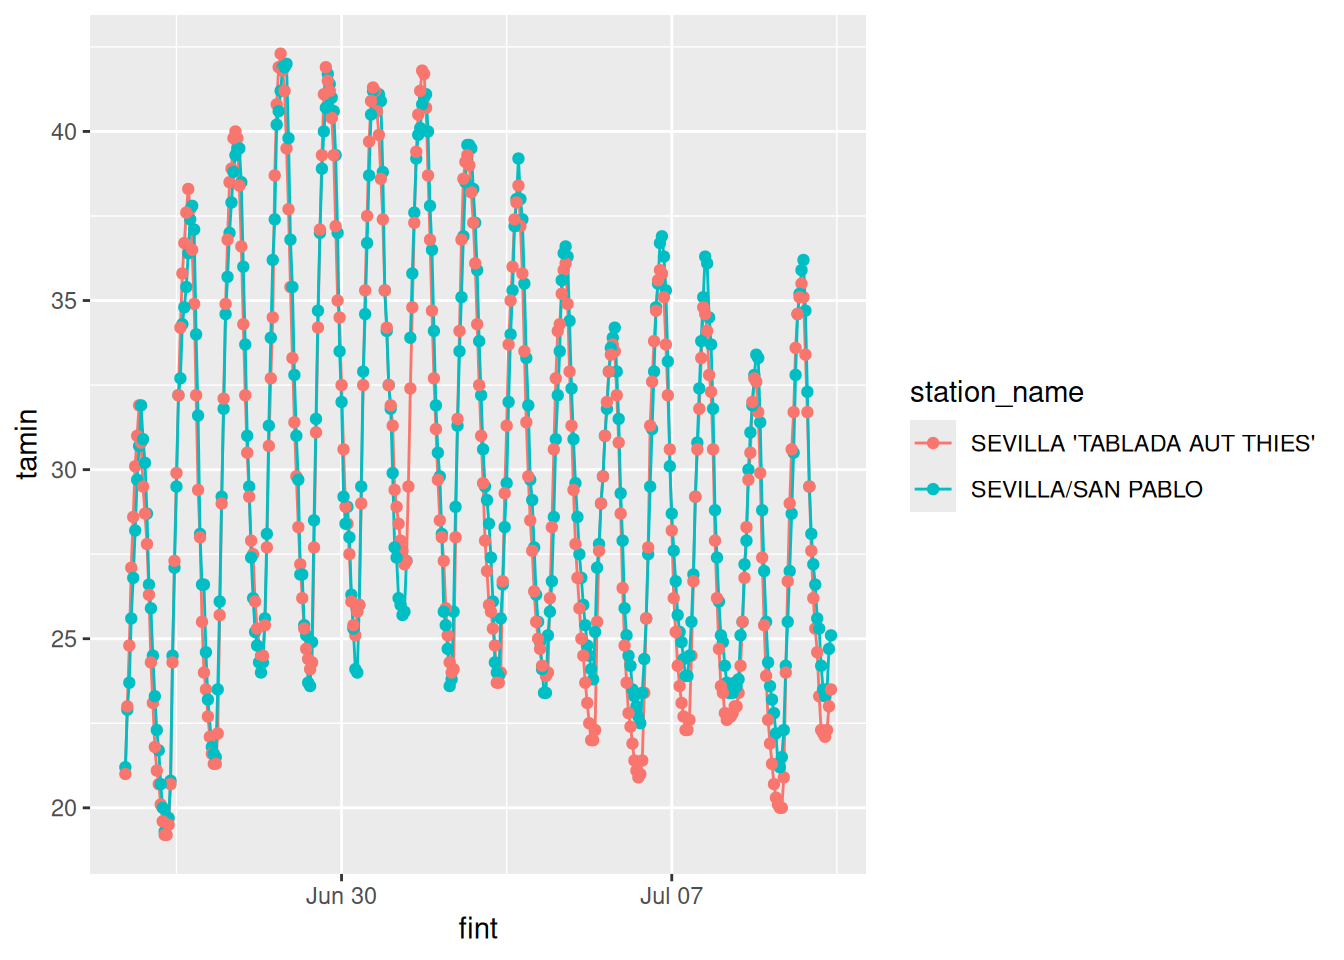 40
35
30
25
20
tamin
Jun 30
Jul 07
fint
station_name
SEVILLA 'TABLADA AUT THIES'
SEVILLA/SAN PABLO